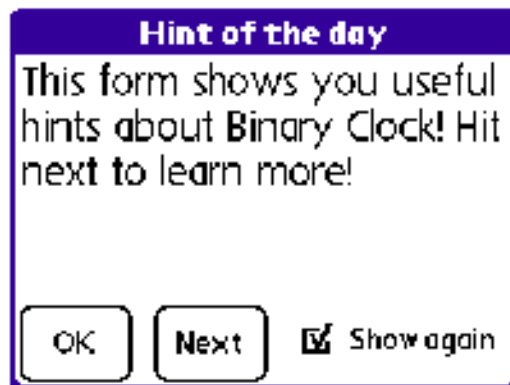 Hint of the day
This form shows you useful
hints about Binary Clock! Hit
next to learn more!
OK Next Show again